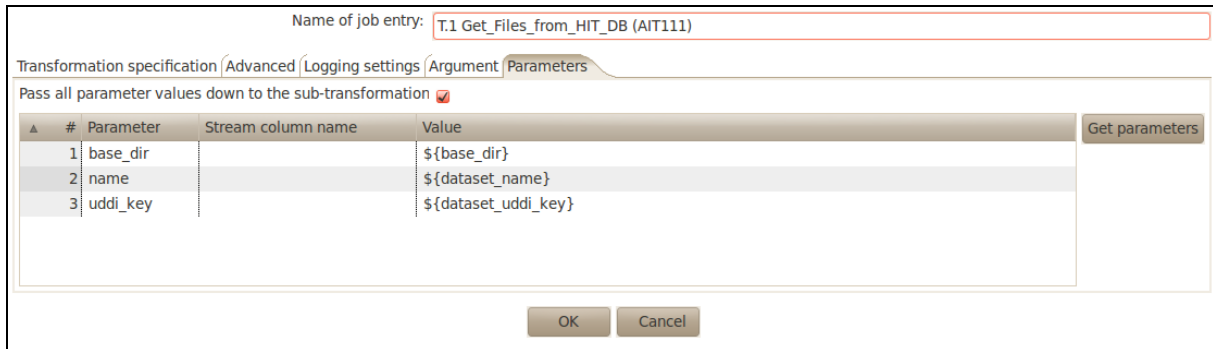 Name of job entry: T.1 Get_Files_from_HIT_DB (AIT111)
Transformation specification Advanced Logging settings Argument Parameters
Pass all parameter values down to the sub-transformation
# Parameter Stream column name Value Get parameters
1 base_dir ${base_dir}
2 name ${dataset_name}
3 uddi_key ${dataset_uddi_key}
OK Cancel